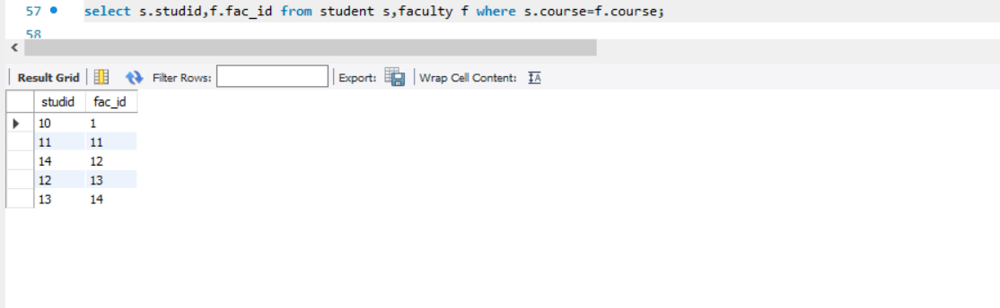 57 select s.studid,f.fac_id from student s,faculty f where s.course=f.course;
58
Result Grid Filter Rows: Export: Wrap Cell Content: IA
studid fac_id
10 1
11 11
14 12
12 13
13 14